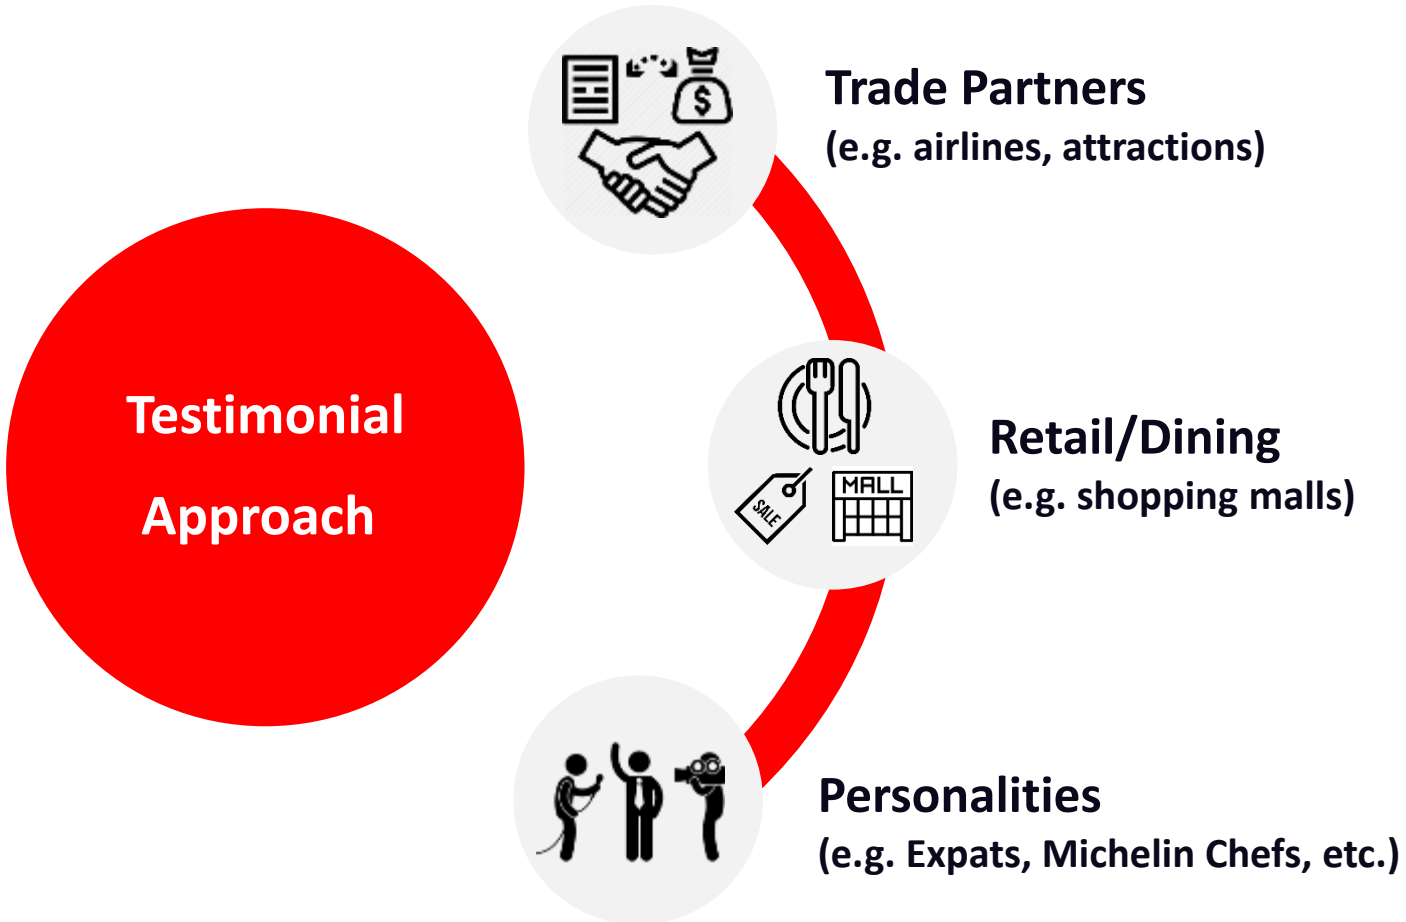 Trade Partners
(e.g. airlines, attractions)
$
Testimonial
Approach
Retail/Dining
(e.g. shopping malls)
SALE
MALL
Personalities
(e.g. Expats, Michelin Chefs, etc.)